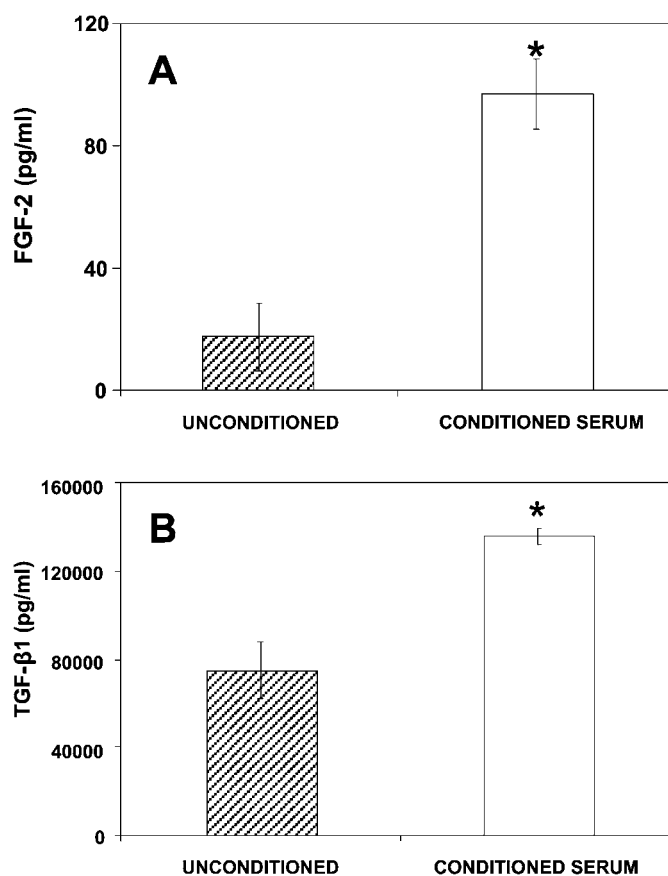 120
A
*
80
FGF-2 (pg/ml)
40
0
UNCONDITIONED
CONDITIONED SERUM
160000
B
*
120000
TGF-β1 (pg/ml)
80000
40000
0
UNCONDITIONED
CONDITIONED SERUM